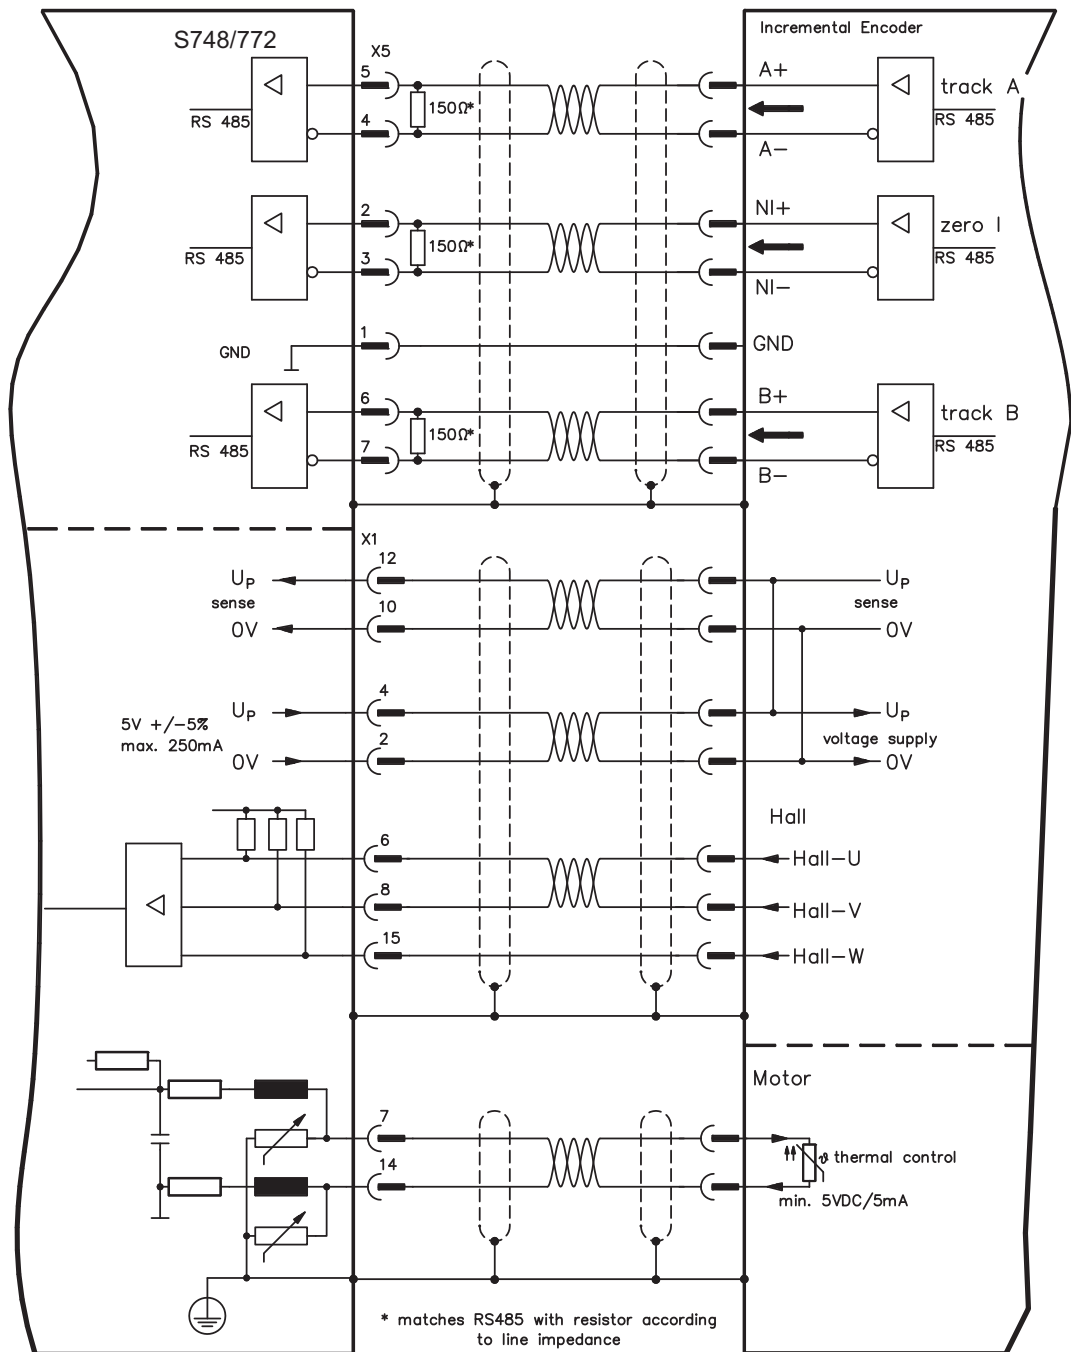 S748/772
Incremental Encoder
X5
5
A+
track A
150Ω*
RS 485
RS 485
4
A–
2
NI+
zero I
150Ω*
RS 485
RS 485
3
NI–
1
GND
GND
6
B+
track B
150Ω*
RS 485
RS 485
7
B–
X1
12
UP
UP
sense
sense
10
0V
0V
4
UP
UP
5V +/–5%
max. 250mA
voltage supply
2
0V
0V
Hall
6
Hall–U
8
Hall–V
15
Hall–W
Motor
7
ϑ thermal control
14
min. 5VDC/5mA
* matches RS485 with resistor according
to line impedance